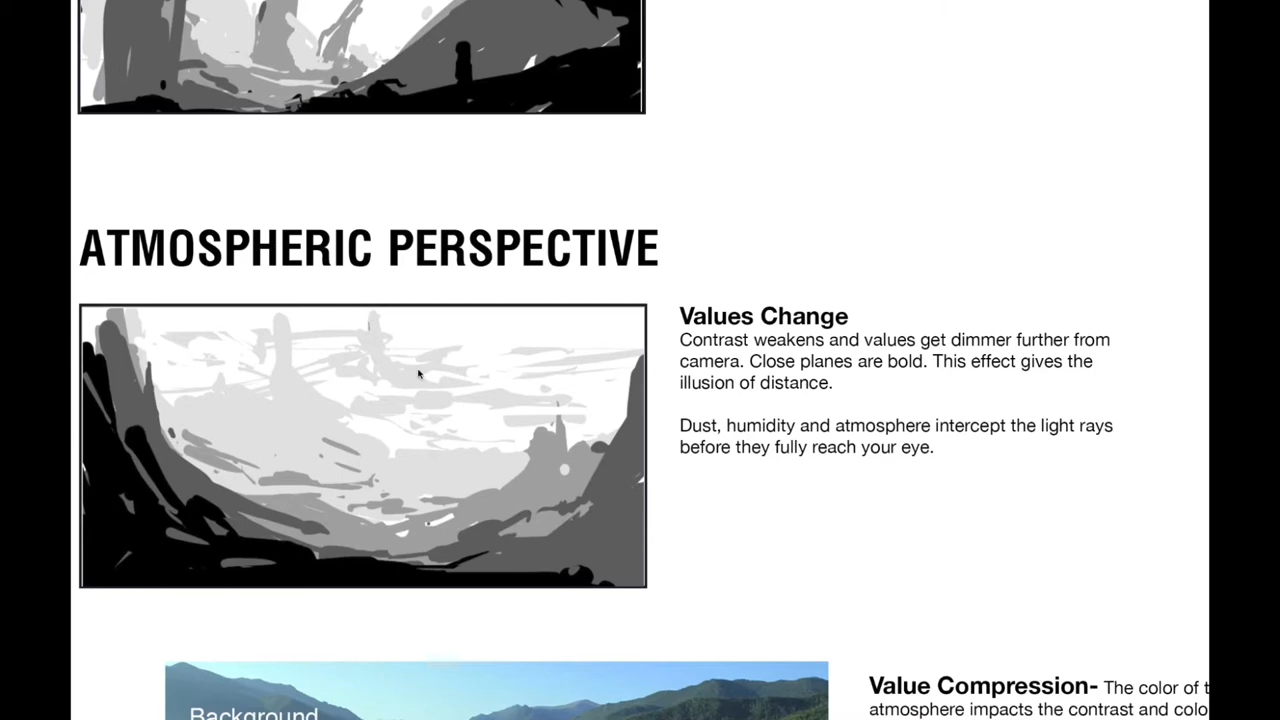 ATMOSPHERIC PERSPECTIVE
Values Change
Contrast weakens and values get dimmer further from
camera. Close planes are bold. This effect gives the
illusion of distance.
Dust, humidity and atmosphere intercept the light rays
before they fully reach your eye.
Background
Value Compression- The color of
atmosphere impacts the contrast and